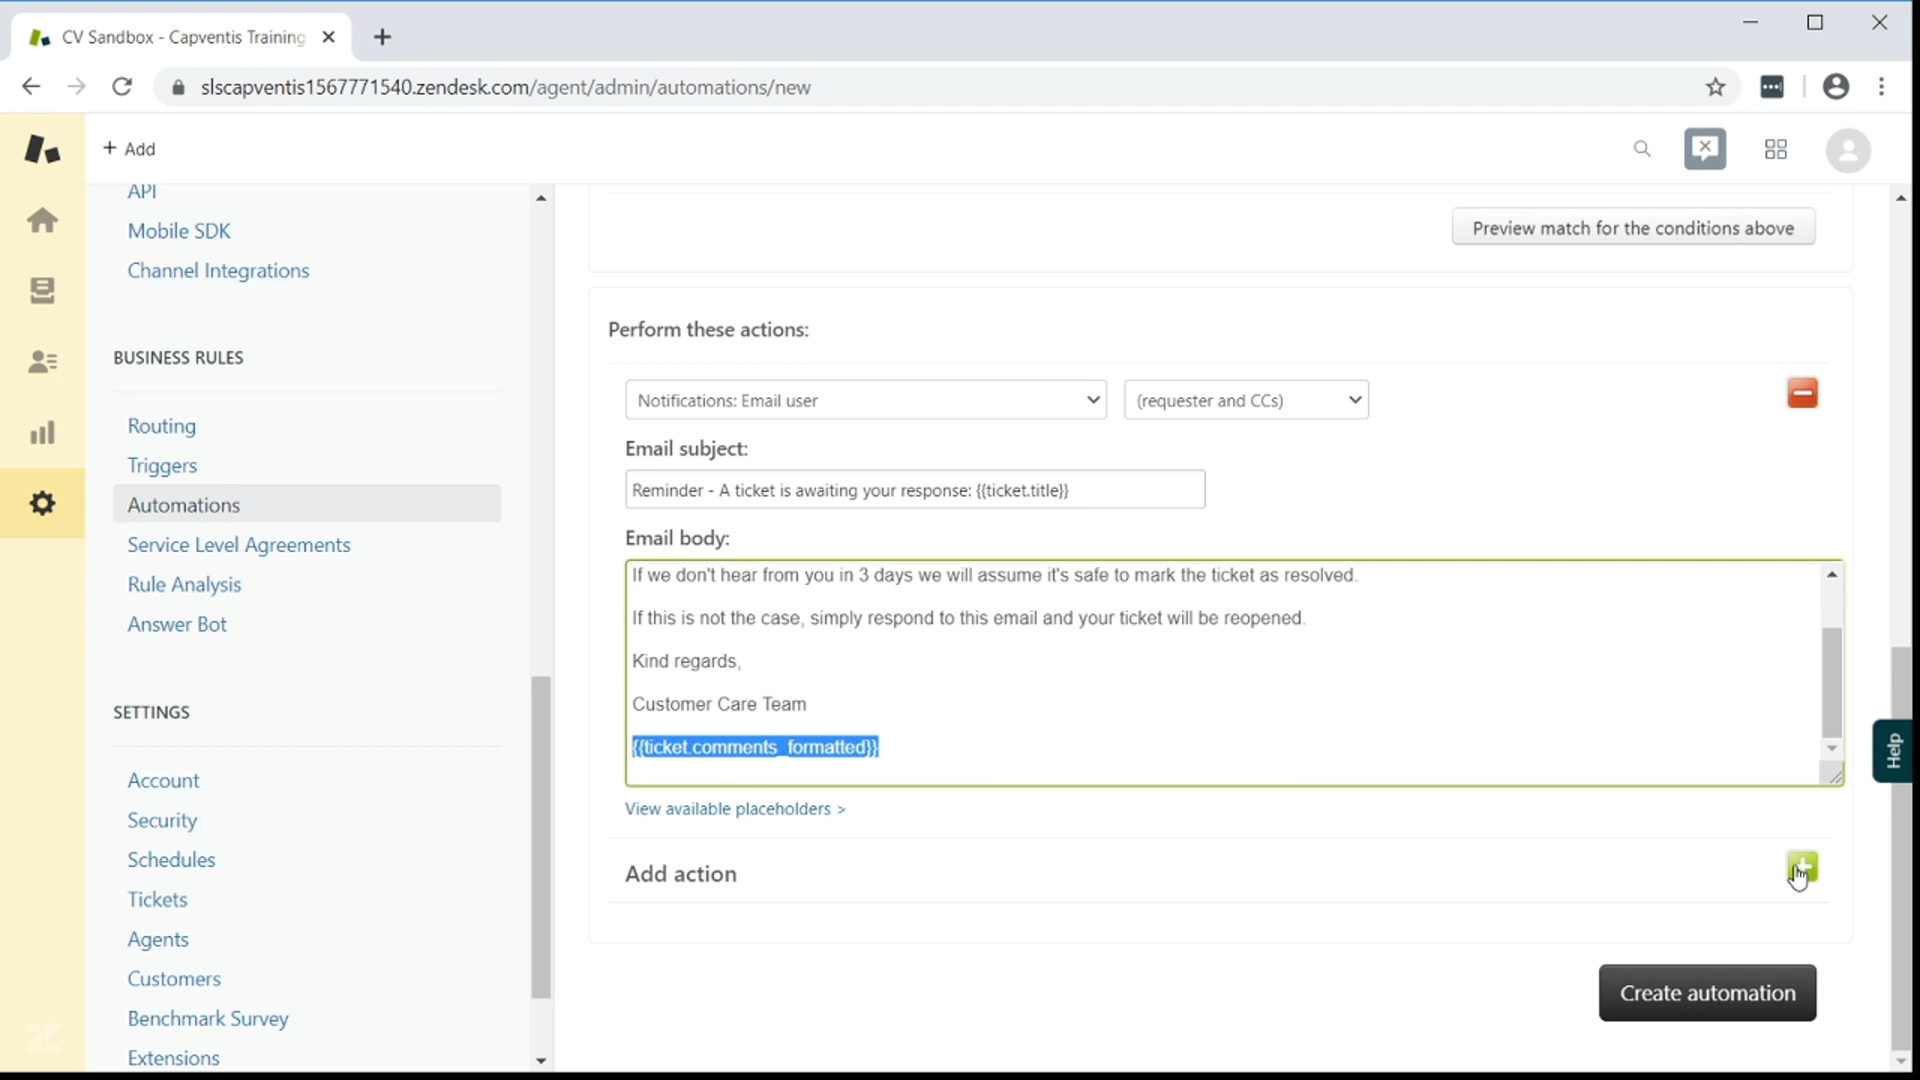 CV Sandbox - Capventis Training
slscapventis1567771540.zendesk.com/agent/admin/automations/new
+ Add
API
Mobile SDK
Channel Integrations
BUSINESS RULES
Routing
Triggers
Automations
Service Level Agreements
Rule Analysis
Answer Bot
SETTINGS
Account
Security
Schedules
Tickets
Agents
Customers
Benchmark Survey
Extensions
Preview match for the conditions above
Perform these actions:
Notifications: Email user
(requester and CCs)
Email subject:
Reminder - A ticket is awaiting your response: {{ticket.title}}
Email body:
If we don't hear from you in 3 days we will assume it's safe to mark the ticket as resolved.
If this is not the case, simply respond to this email and your ticket will be reopened.
Kind regards,
Customer Care Team
{{ticket.comments_formatted}}
View available placeholders >
Add action
Create automation
Help